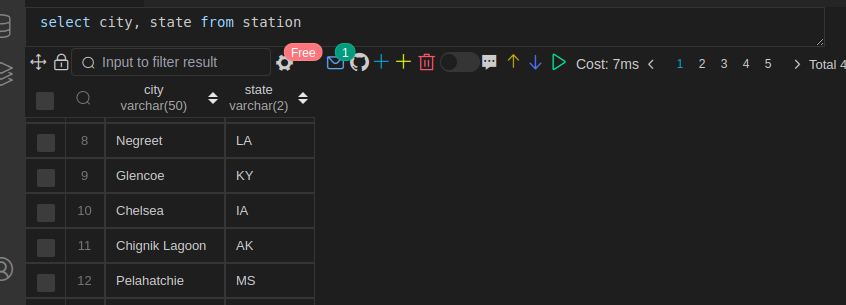 select city, state from station
Input to filter result
Free
1
Cost: 7ms
1 2 3 4 5
Total 4
city state
varchar(50) varchar(2)
8 Negreet LA
9 Glencoe KY
10 Chelsea IA
11 Chignik Lagoon AK
12 Pelahatchie MS